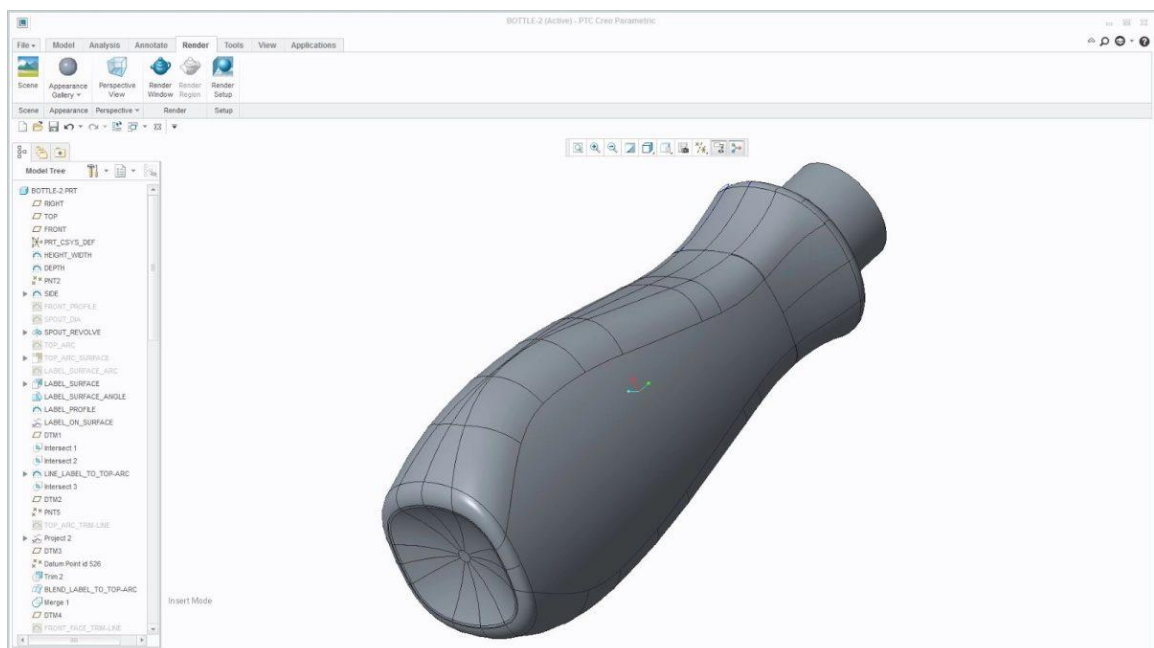 BOTTLE-2 (Active) - PTC Creo Parametric
File Model Analysis Annotate Render Tools View Applications
Scene Appearance Gallery Perspective View Render Window Render Region Render Setup
Scene Appearance Perspective Render Setup
Model Tree
BOTTLE-2.PRT
RIGHT
TOP
FRONT
PRT_CSYS_DEF
HEIGHT_WIDTH
DEPTH
PNT2
SIDE
FRONT_PROFILE
SPOUT_DIA
SPOUT_REVOLVE
TOP_ARC
TOP_ARC_SURFACE
LABEL_SURFACE_ARC
LABEL_SURFACE
LABEL_SURFACE_ANGLE
LABEL_PROFILE
LABEL_ON_SURFACE
DTM1
Intersect 1
Intersect 2
LINE_LABEL_TO_TOP-ARC
Intersect 3
DTM2
PNT5
TOP_ARC_TRIM-LINE
Project 2
DTM3
Datum Point id 526
Trim 2
BLEND_LABEL_TO_TOP-ARC
Merge 1
DTM4
FRONT_FACE_TRIM-LINE
Insert Mode